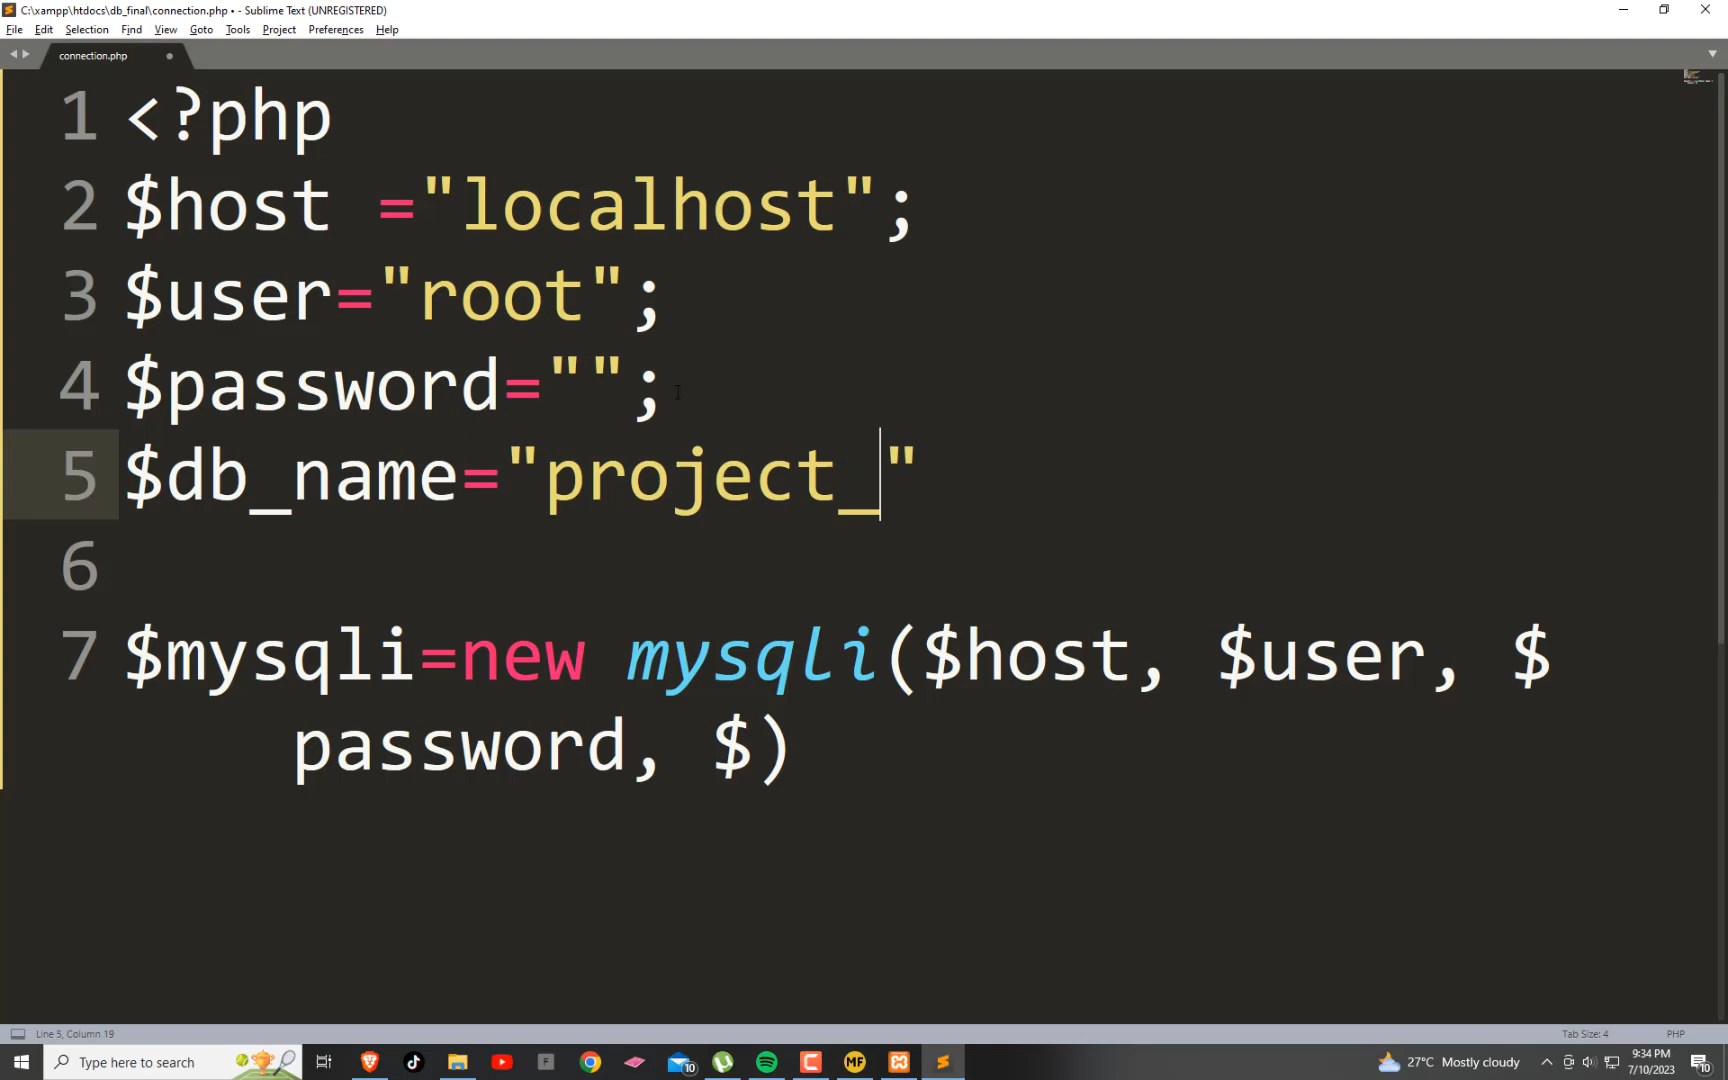 C:\xampp\htdocs\db_final\connection.php • - Sublime Text (UNREGISTERED)
File Edit Selection Find View Goto Tools Project Preferences Help
connection.php
1 <?php
2 $host ="localhost";
3 $user="root";
4 $password="";
5 $db_name="project_"
6
7 $mysqli=new mysqli($host, $user, $
password, $)
Line 5, Column 19 Tab Size: 4 PHP
Type here to search 10 27°C Mostly cloudy 9:34 PM
7/10/2023 10